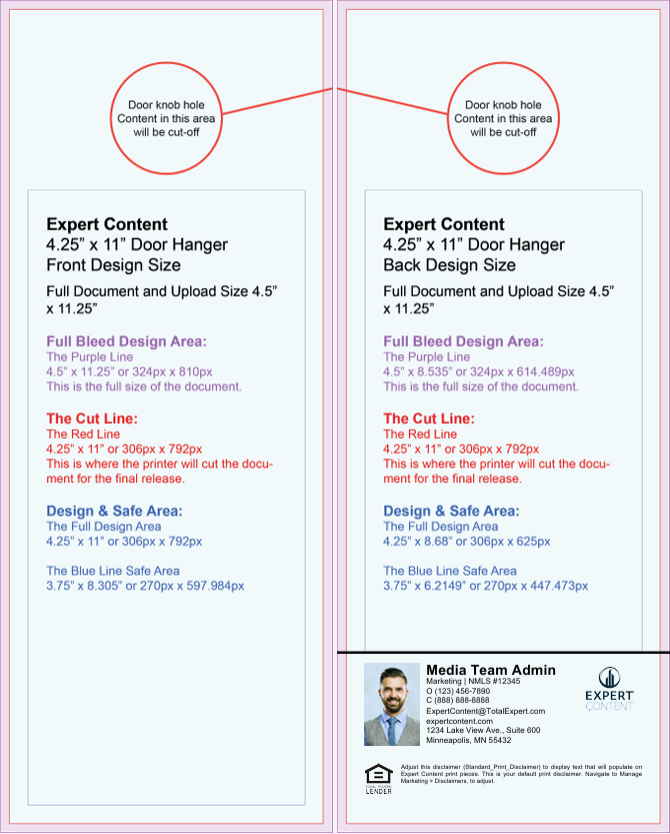 Door knob hole
Content in this area
will be cut-off
Expert Content
4.25” x 11” Door Hanger
Front Design Size
Full Document and Upload Size 4.5”
x 11.25”
Full Bleed Design Area:
The Purple Line
4.5” x 11.25” or 324px x 810px
This is the full size of the document.
The Cut Line:
The Red Line
4.25” x 11” or 306px x 792px
This is where the printer will cut the docu-
ment for the final release.
Design & Safe Area:
The Full Design Area
4.25” x 11” or 306px x 792px
The Blue Line Safe Area
3.75” x 8.305” or 270px x 597.984px
Door knob hole
Content in this area
will be cut-off
Expert Content
4.25” x 11” Door Hanger
Back Design Size
Full Document and Upload Size 4.5”
x 11.25”
Full Bleed Design Area:
The Purple Line
4.5” x 8.535” or 324px x 614.489px
This is the full size of the document.
The Cut Line:
The Red Line
4.25” x 11” or 306px x 792px
This is where the printer will cut the docu-
ment for the final release.
Design & Safe Area:
The Full Design Area
4.25” x 8.68” or 306px x 625px
The Blue Line Safe Area
3.75” x 6.2149” or 270px x 447.473px
Media Team Admin
Marketing | NMLS #12345
O (123) 456-7890
C (888) 888-8888
ExpertContent@TotalExpert.com
expertcontent.com
1234 Lake View Ave., Suite 600
Minneapolis, MN 55432
EXPERT
CONTENT
EQUAL HOUSING
LENDER
Adjust this disclaimer (Standard_Print_Disclaimer) to display text that will populate on
Expert Content print pieces. This is your default print disclaimer. Navigate to Manage
Marketing > Disclaimers, to adjust.